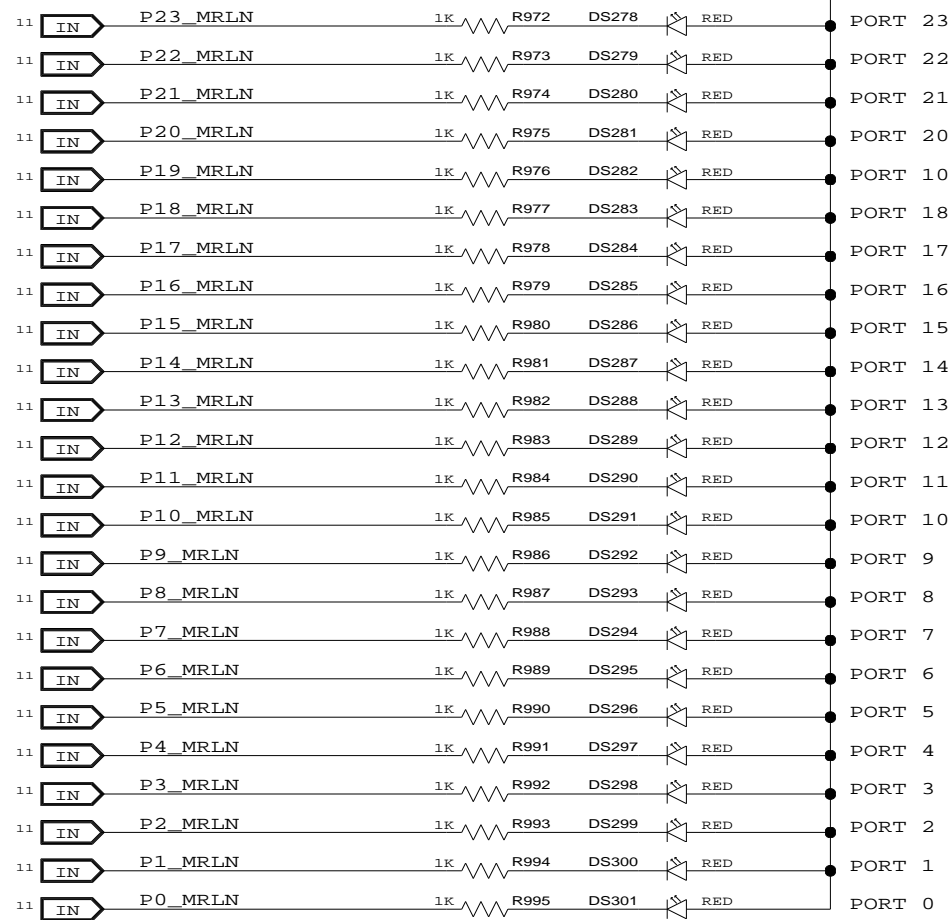 11 IN P23_MRLN 1K R972 DS278 RED PORT 23
11 IN P22_MRLN 1K R973 DS279 RED PORT 22
11 IN P21_MRLN 1K R974 DS280 RED PORT 21
11 IN P20_MRLN 1K R975 DS281 RED PORT 20
11 IN P19_MRLN 1K R976 DS282 RED PORT 10
11 IN P18_MRLN 1K R977 DS283 RED PORT 18
11 IN P17_MRLN 1K R978 DS284 RED PORT 17
11 IN P16_MRLN 1K R979 DS285 RED PORT 16
11 IN P15_MRLN 1K R980 DS286 RED PORT 15
11 IN P14_MRLN 1K R981 DS287 RED PORT 14
11 IN P13_MRLN 1K R982 DS288 RED PORT 13
11 IN P12_MRLN 1K R983 DS289 RED PORT 12
11 IN P11_MRLN 1K R984 DS290 RED PORT 11
11 IN P10_MRLN 1K R985 DS291 RED PORT 10
11 IN P9_MRLN 1K R986 DS292 RED PORT 9
11 IN P8_MRLN 1K R987 DS293 RED PORT 8
11 IN P7_MRLN 1K R988 DS294 RED PORT 7
11 IN P6_MRLN 1K R989 DS295 RED PORT 6
11 IN P5_MRLN 1K R990 DS296 RED PORT 5
11 IN P4_MRLN 1K R991 DS297 RED PORT 4
11 IN P3_MRLN 1K R992 DS298 RED PORT 3
11 IN P2_MRLN 1K R993 DS299 RED PORT 2
11 IN P1_MRLN 1K R994 DS300 RED PORT 1
11 IN P0_MRLN 1K R995 DS301 RED PORT 0